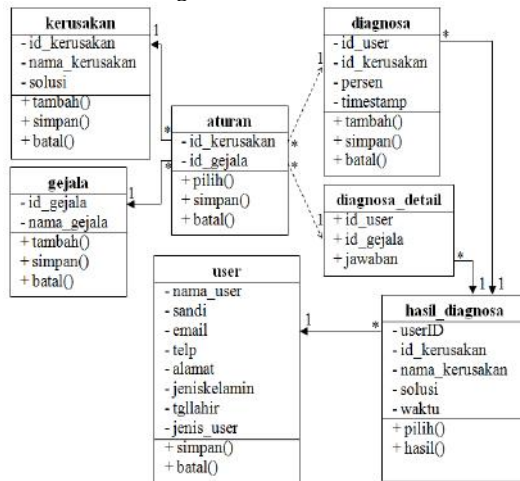 kerusakan
- id_kerusakan
- nama_kerusakan
- solusi
+ tambah()
+ simpan()
+ batal()
gejala
- id_gejala
- nama_gejala
+ tambah()
+ simpan()
+ batal()
aturan
- id_kerusakan
- id_gejala
+ pilih()
+ simpan()
+ batal()
diagnosa
- id_user
- id_kerusakan
- persen
- timestamp
+ tambah()
+ simpan()
+ batal()
diagnosa_detail
+ id_user
+ id_gejala
+ jawaban
user
- nama_user
- sandi
- email
- telp
- alamat
- jeniskelamin
- tgllahir
- jenis_user
+ simpan()
+ batal()
hasil_diagnosa
- userID
- id_kerusakan
- nama_kerusakan
- solusi
- waktu
+ pilih()
+ hasil()
1
*
1
*
1
*
1
*
*
1
*
1
1
*